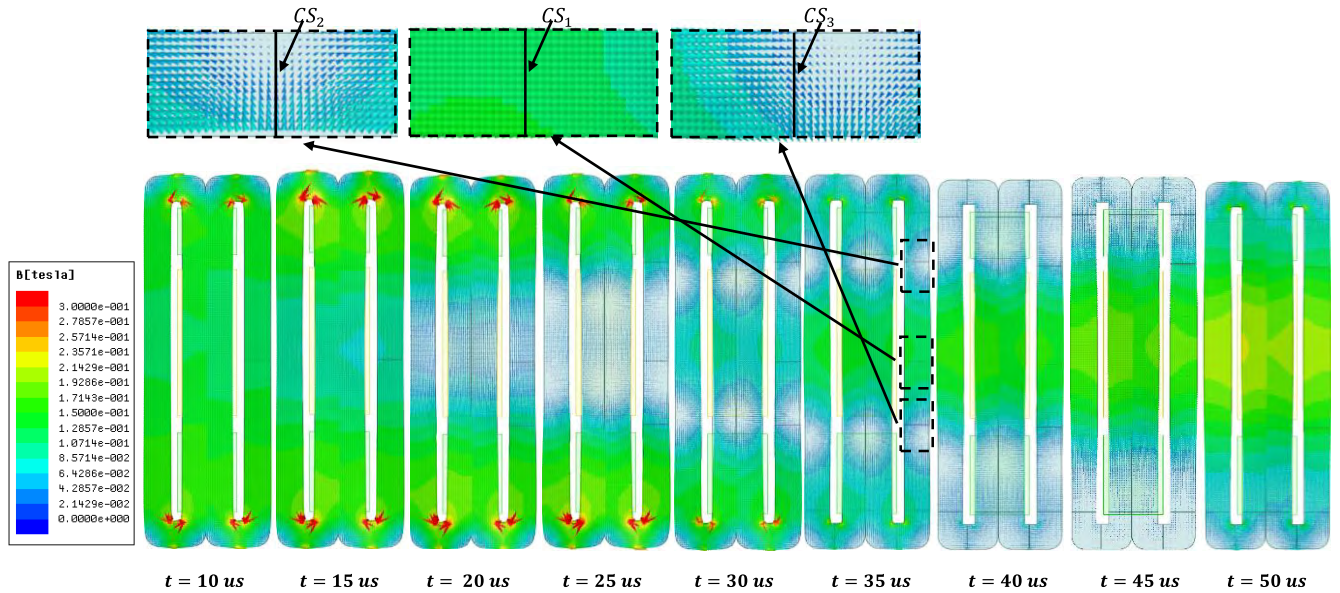 CS₂
CS₁
CS₃
B[tesla]
3.0000e-001
2.7857e-001
2.5714e-001
2.3571e-001
2.1429e-001
1.9286e-001
1.7143e-001
1.5000e-001
1.2857e-001
1.0714e-001
8.5714e-002
6.4286e-002
4.2857e-002
2.1429e-002
0.0000e+000
t = 10 us
t = 15 us
t = 20 us
t = 25 us
t = 30 us
t = 35 us
t = 40 us
t = 45 us
t = 50 us